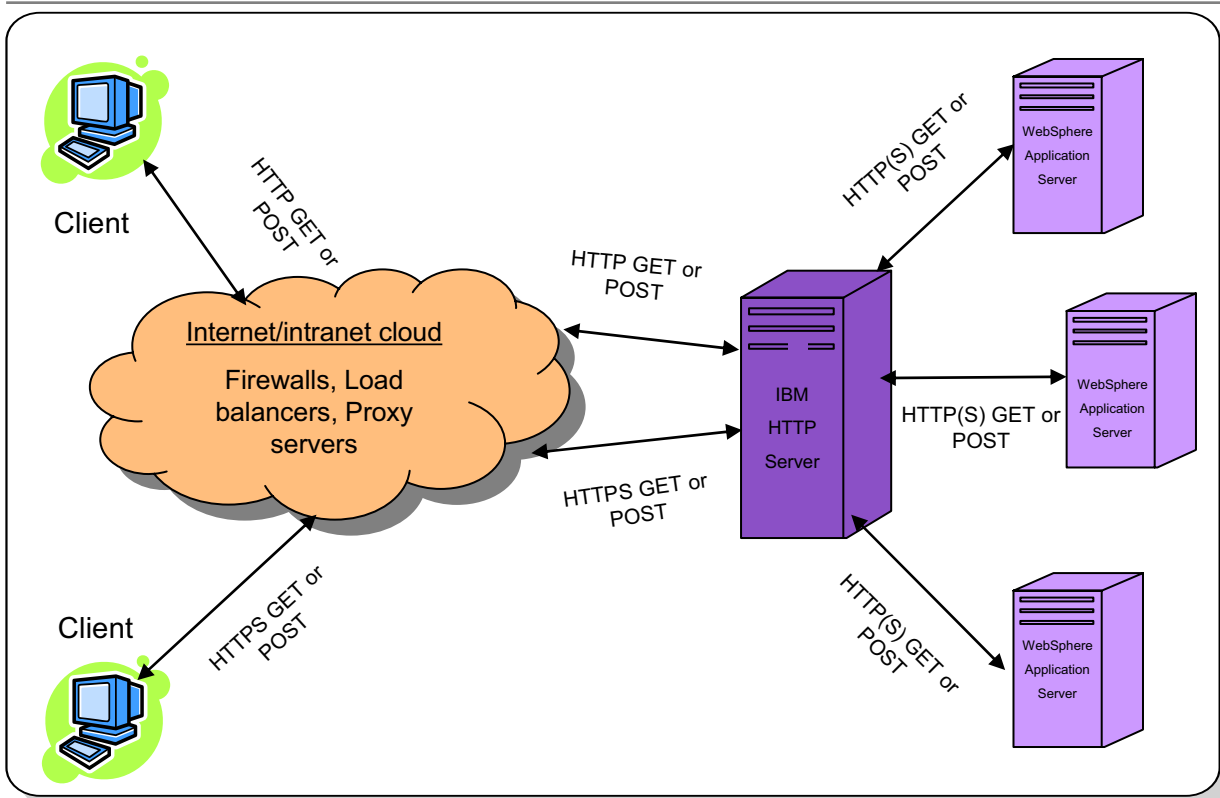 Client
HTTP GET or
POST
Internet/intranet cloud
Firewalls, Load
balancers, Proxy
servers
HTTP GET or
POST
HTTPS GET or
POST
Client
HTTPS GET or
POST
IBM
HTTP
Server
HTTP(S) GET or
POST
WebSphere
Application
Server
HTTP(S) GET or
POST
WebSphere
Application
Server
HTTP(S) GET or
POST
WebSphere
Application
Server